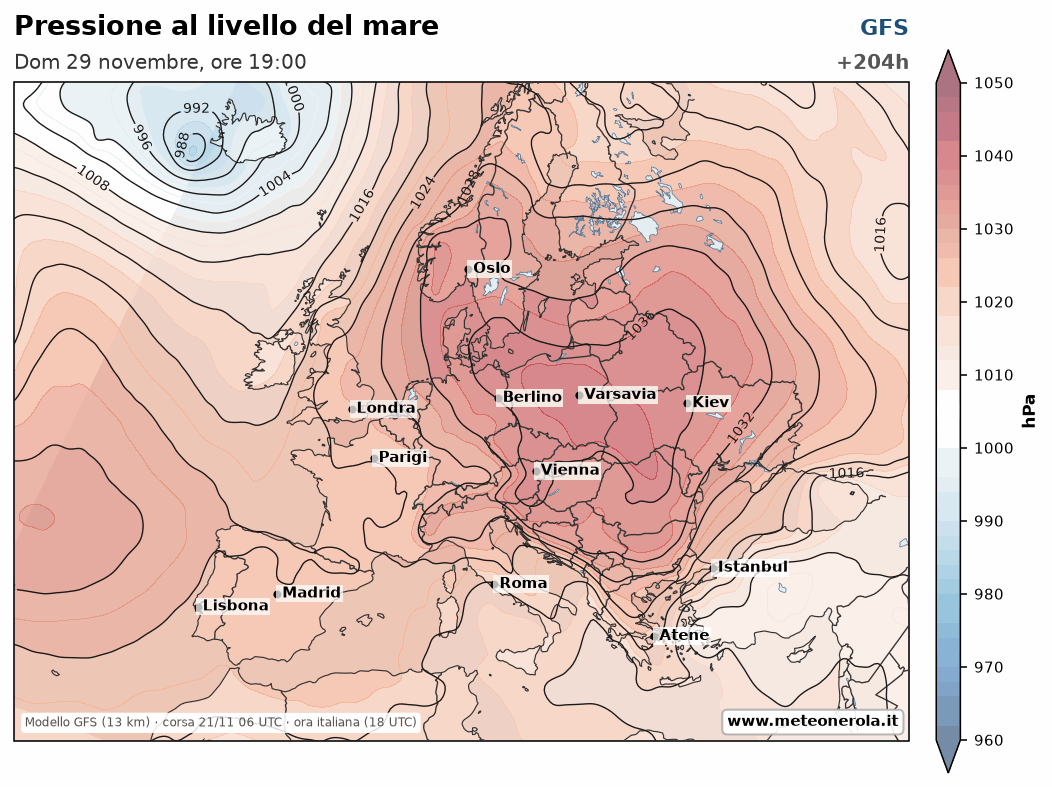 Pressione al livello del mare
GFS
Dom 29 novembre, ore 19:00
+204h
1050
1040
1030
1020
1010
1000
990
980
970
960
hPa
992
1000
996
988
1008
1004
1016
1024
1028
1016
Oslo
1036
Berlino
Varsavia
Kiev
Londra
1032
Parigi
Vienna
1016
Istanbul
Roma
Madrid
Lisbona
Atene
Modello GFS (13 km) · corsa 21/11 06 UTC · ora italiana (18 UTC)
www.meteonerola.it